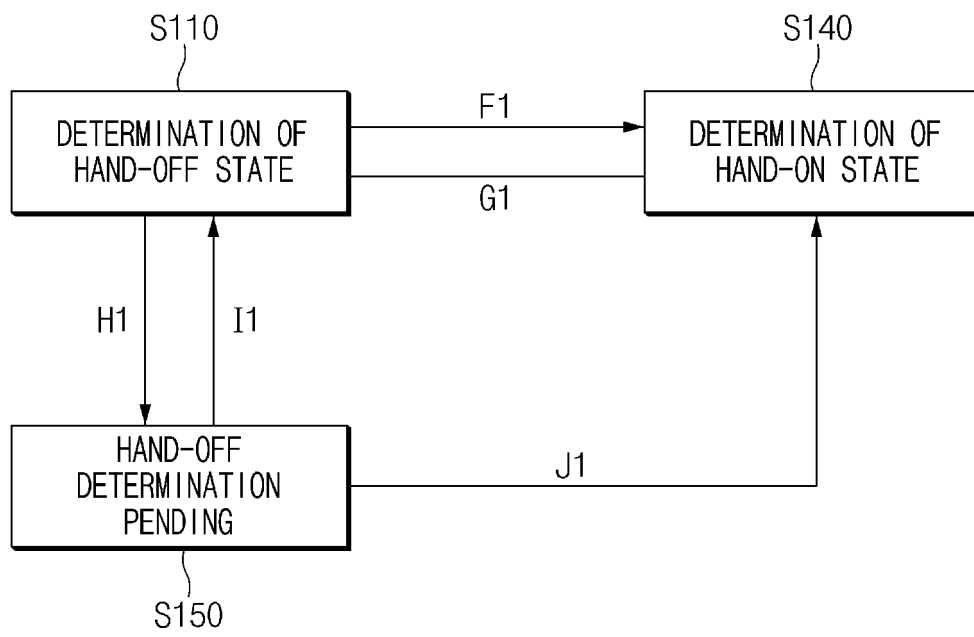 S110
S140
DETERMINATION OF
HAND-OFF STATE
F1
G1
DETERMINATION OF
HAND-ON STATE
H1
I1
HAND-OFF
DETERMINATION
PENDING
J1
S150